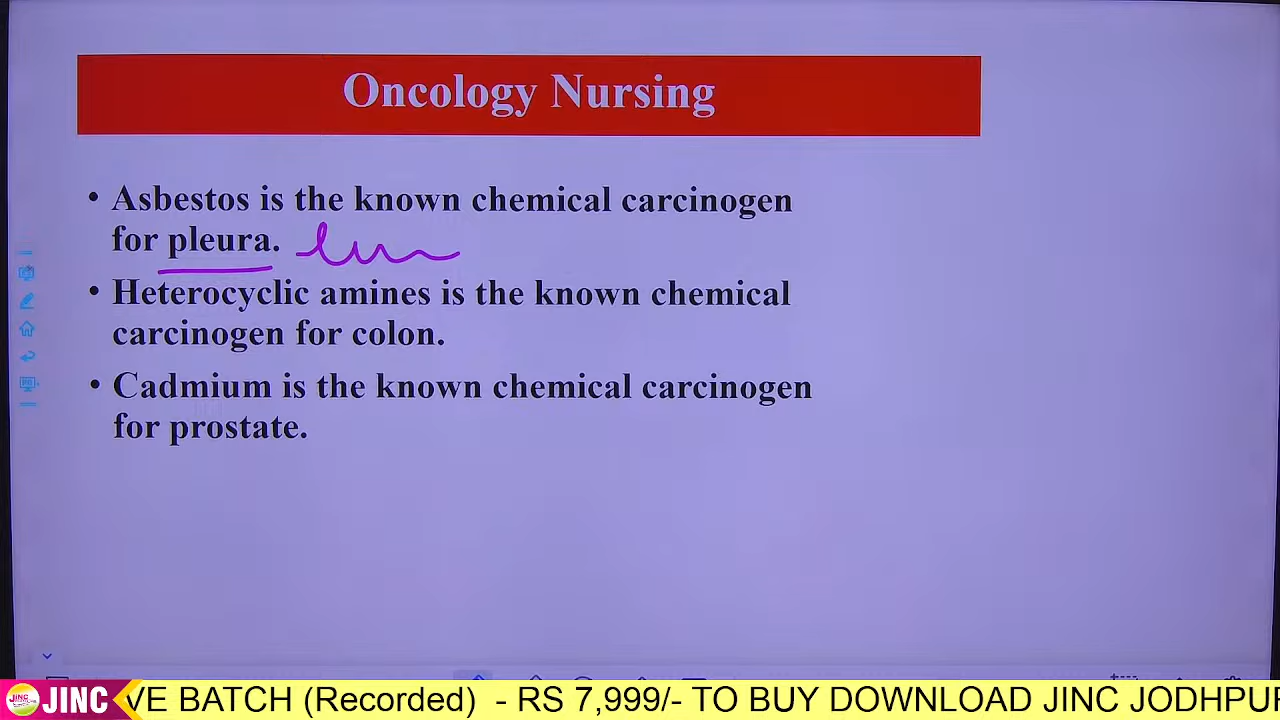 Oncology Nursing
• Asbestos is the known chemical carcinogen
for pleura.
• Heterocyclic amines is the known chemical
carcinogen for colon.
• Cadmium is the known chemical carcinogen
for prostate.
JINC VE BATCH (Recorded) - RS 7,999/- TO BUY DOWNLOAD JINC JODHPUR